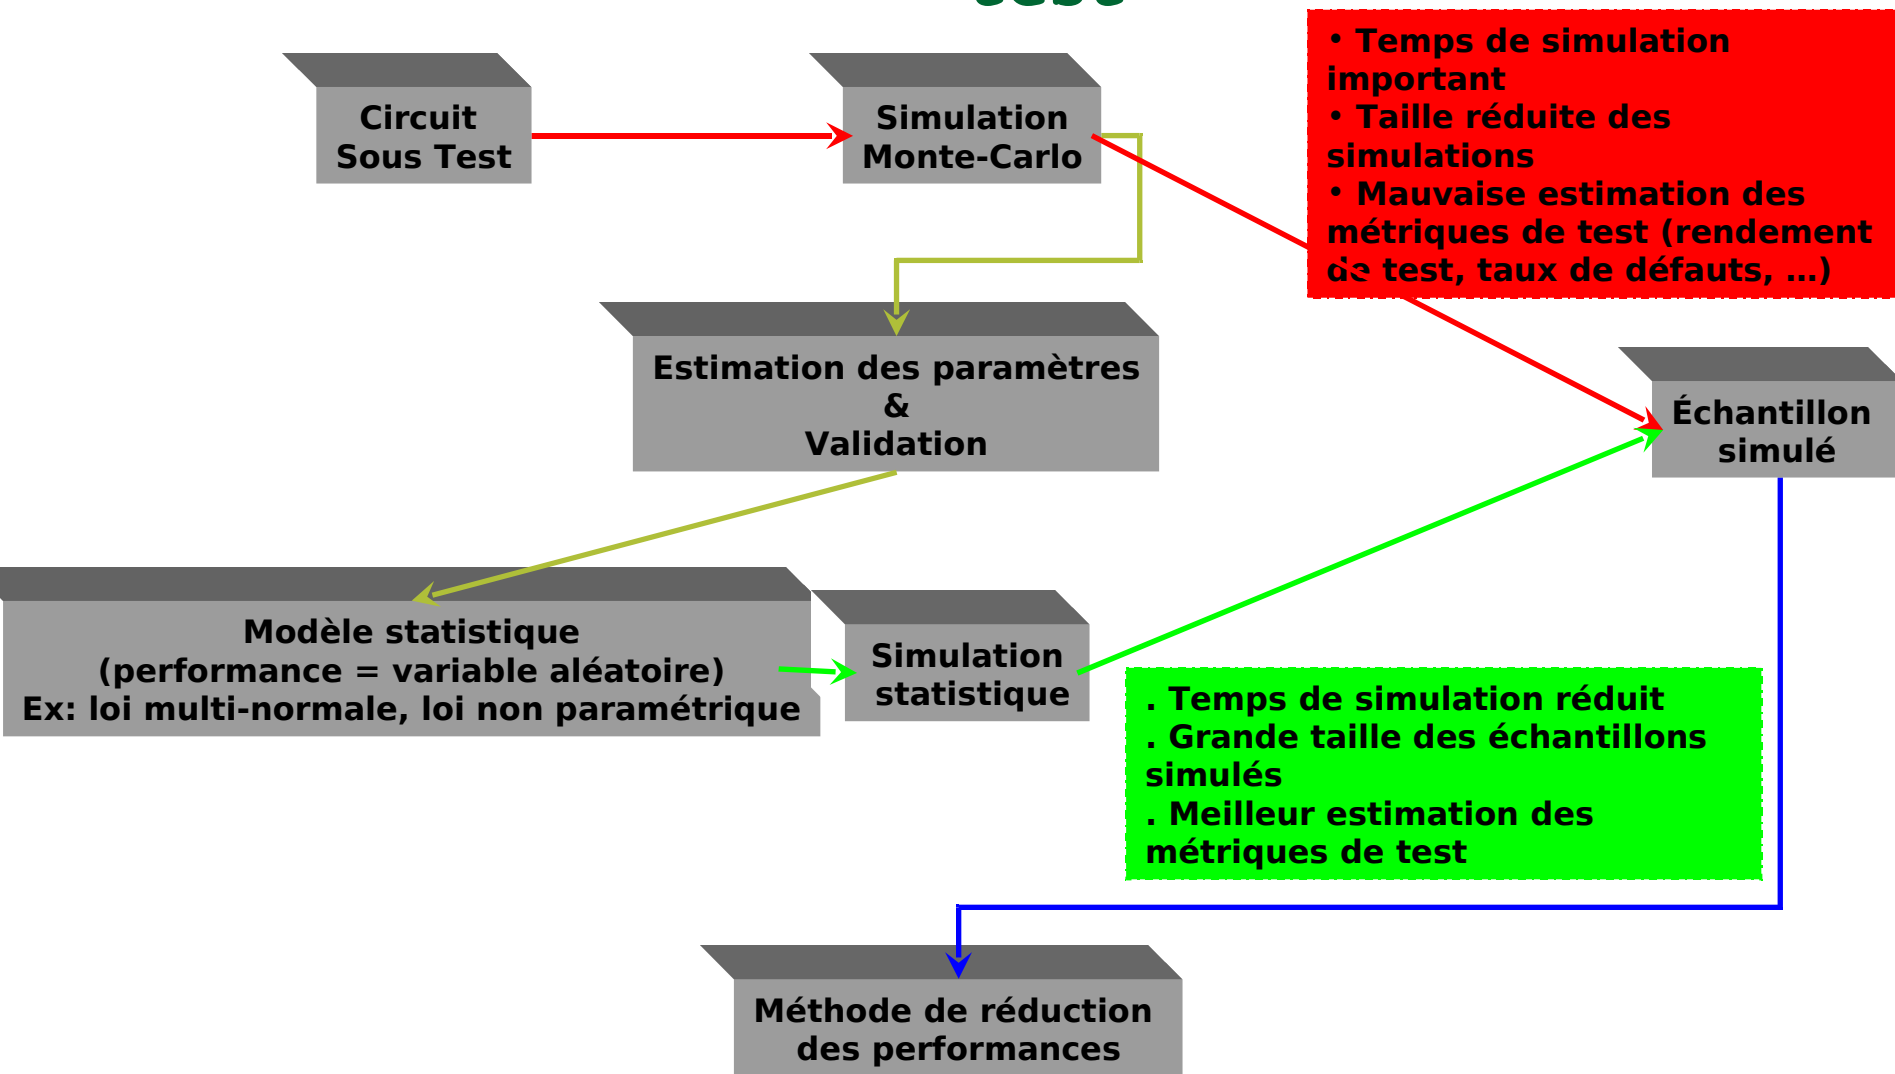 test
• Temps de simulation
important
• Taille réduite des
simulations
• Mauvaise estimation des
métriques de test (rendement
de test, taux de défauts, ...)
Circuit
Sous Test
Simulation
Monte-Carlo
Estimation des paramètres
&
Validation
Échantillon
simulé
Modèle statistique
(performance = variable aléatoire)
Ex: loi multi-normale, loi non paramétrique
Simulation
statistique
. Temps de simulation réduit
. Grande taille des échantillons
simulés
. Meilleur estimation des
métriques de test
Méthode de réduction
des performances